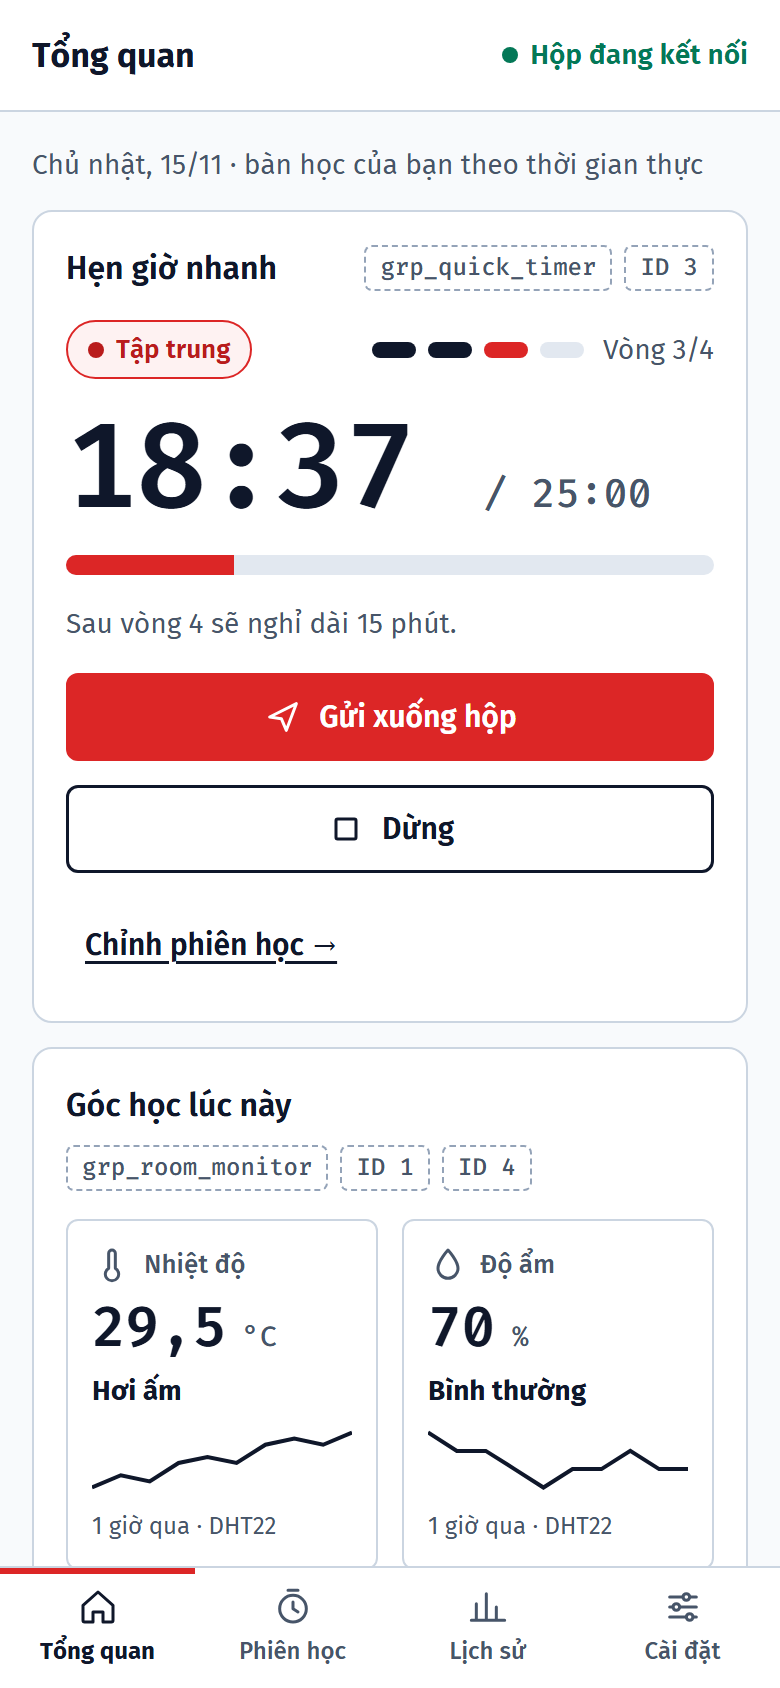 Tổng quan
Hộp đang kết nối
Chủ nhật, 15/11 · bàn học của bạn theo thời gian thực
Hẹn giờ nhanh
grp_quick_timer
ID 3
Tập trung
Vòng 3/4
18:37 / 25:00
Sau vòng 4 sẽ nghỉ dài 15 phút.
Gửi xuống hộp
Dừng
Chỉnh phiên học →
Góc học lúc này
grp_room_monitor
ID 1
ID 4
Nhiệt độ
29,5 °C
Hơi ấm
1 giờ qua · DHT22
Độ ẩm
70 %
Bình thường
1 giờ qua · DHT22
Tổng quan
Phiên học
Lịch sử
Cài đặt